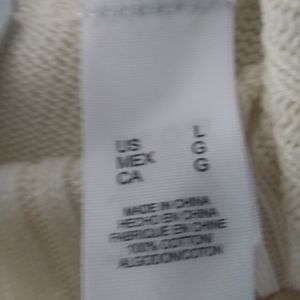 US L
MEX G
CA G
MADE IN CHINA
HECHO EN CHINA
FABRIQUE EN CHINE
100% COTTON/
ALGODON/COTON